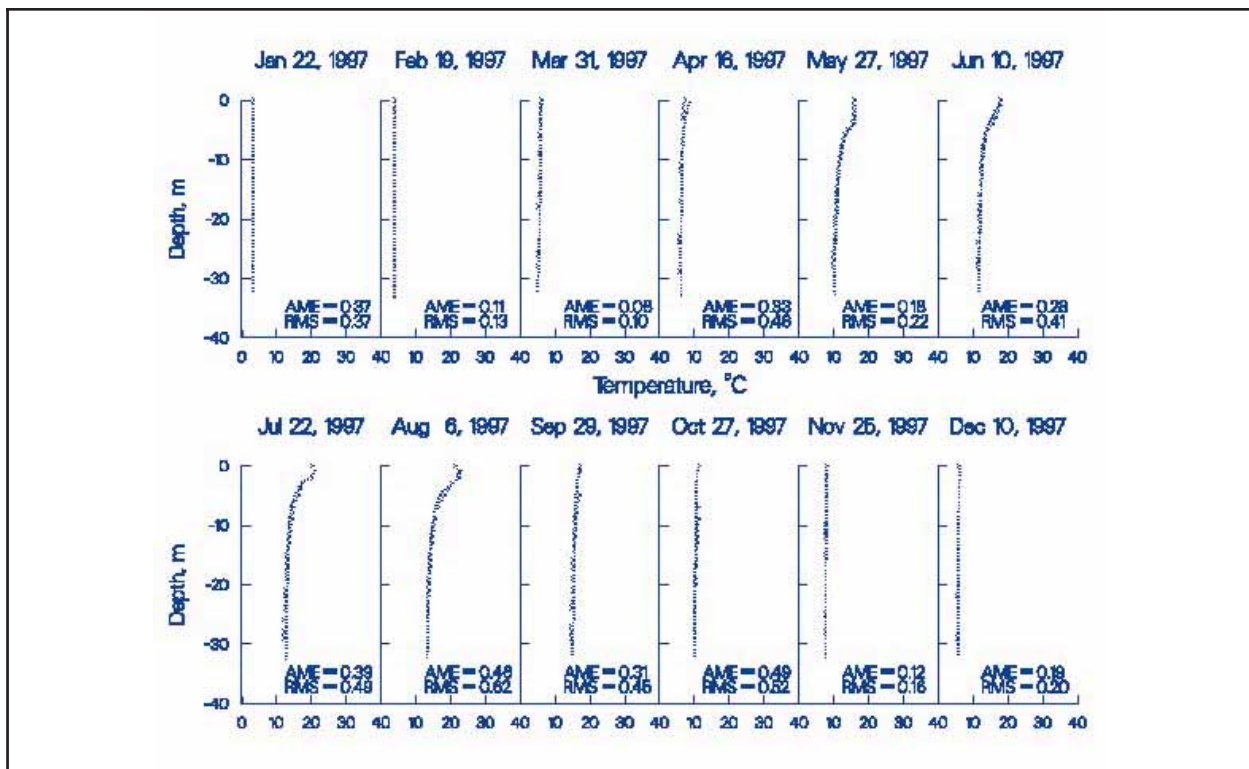 Jan 22, 1997 Feb 19, 1997 Mar 31, 1997 Apr 16, 1997 May 27, 1997 Jun 10, 1997
0
-10
Depth, m
-20
-30
AME = 0.37 AME = 0.11 AME = 0.08 AME = 0.33 AME = 0.18 AME = 0.28
RMS = 0.37 RMS = 0.13 RMS = 0.10 RMS = 0.46 RMS = 0.22 RMS = 0.41
-40
0 10 20 30 40 10 20 30 40 10 20 30 40 10 20 30 40 10 20 30 40 10 20 30 40
Temperature, °C
Jul 22, 1997 Aug 6, 1997 Sep 29, 1997 Oct 27, 1997 Nov 25, 1997 Dec 10, 1997
0
-10
Depth, m
-20
-30
AME = 0.39 AME = 0.48 AME = 0.31 AME = 0.49 AME = 0.12 AME = 0.19
RMS = 0.49 RMS = 0.62 RMS = 0.45 RMS = 0.52 RMS = 0.16 RMS = 0.20
-40
0 10 20 30 40 10 20 30 40 10 20 30 40 10 20 30 40 10 20 30 40 10 20 30 40